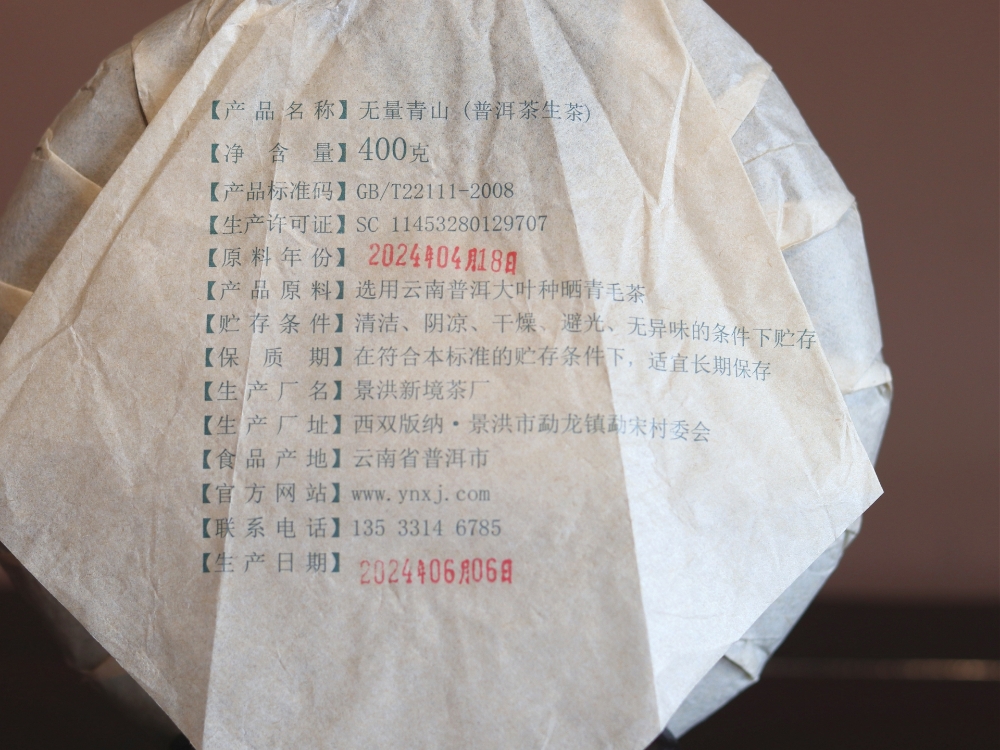 【产品名称】无量青山 (普洱茶生茶)
【净含量】400克
【产品标准码】GB/T22111-2008
【生产许可证】SC 11453280129707
【原料年份】2024年04月18日
【产品原料】选用云南普洱大叶种晒青毛茶
【贮存条件】清洁、阴凉、干燥、避光、无异味的条件下贮存
【保质期】在符合本标准的贮存条件下，适宜长期保存
【生产厂名】景洪新境茶厂
【生产厂址】西双版纳·景洪市勐龙镇勐宋村委会
【食品产地】云南省普洱市
【官方网站】www.ynxj.com
【联系电话】135 3314 6785
【生产日期】2024年06月06日